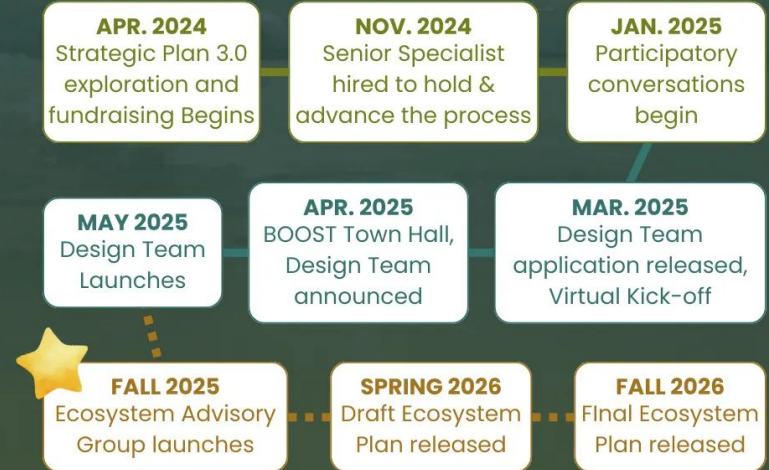 APR. 2024
Strategic Plan 3.0
exploration and
fundraising Begins
NOV. 2024
Senior Specialist
hired to hold &
advance the process
JAN. 2025
Participatory
conversations
begin
MAR. 2025
Design Team
application released,
Virtual Kick-off
APR. 2025
BOOST Town Hall,
Design Team
announced
MAY 2025
Design Team
Launches
FALL 2025
Ecosystem Advisory
Group launches
SPRING 2026
Draft Ecosystem
Plan released
FALL 2026
FInal Ecosystem
Plan released